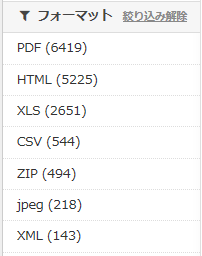 フォーマット 絞り込み解除
PDF (6419)
HTML (5225)
XLS (2651)
CSV (544)
ZIP (494)
jpeg (218)
XML (143)